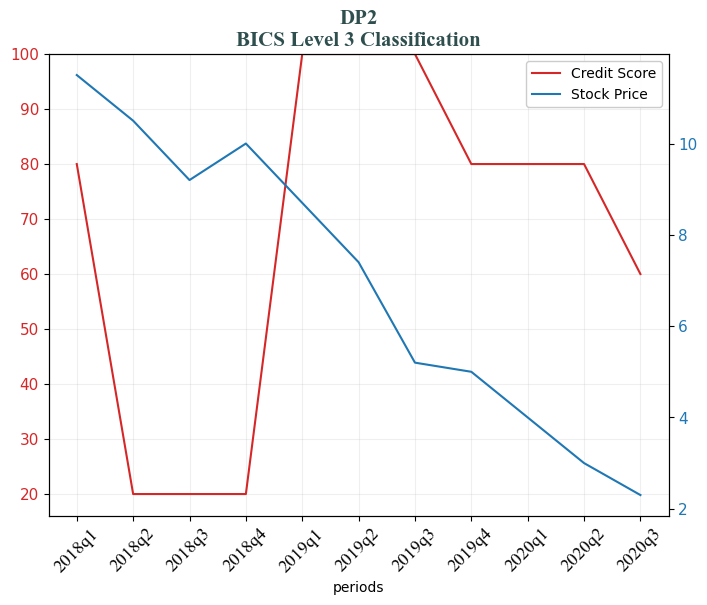 DP2
BICS Level 3 Classification
Credit Score
Stock Price
100
90
80
70
60
50
40
30
20
10
8
6
4
2
2018q1
2018q2
2018q3
2018q4
2019q1
2019q2
2019q3
2019q4
2020q1
2020q2
2020q3
periods